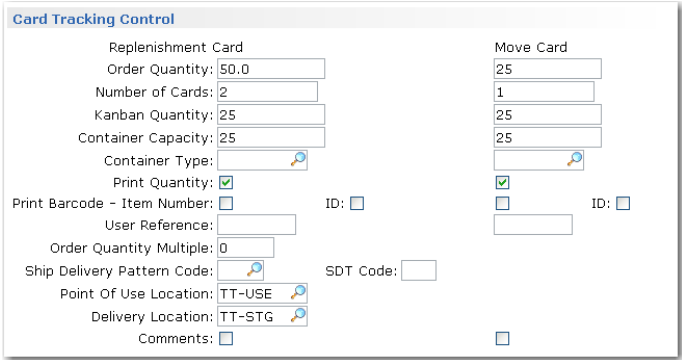 Card Tracking Control
Replenishment Card Move Card
Order Quantity: 50.0 25
Number of Cards: 2 1
Kanban Quantity: 25 25
Container Capacity: 25 25
Container Type:
Print Quantity:
Print Barcode - Item Number: ID: ID:
User Reference:
Order Quantity Multiple: 0
Ship Delivery Pattern Code: SDT Code:
Point Of Use Location: TT-USE
Delivery Location: TT-STG
Comments: